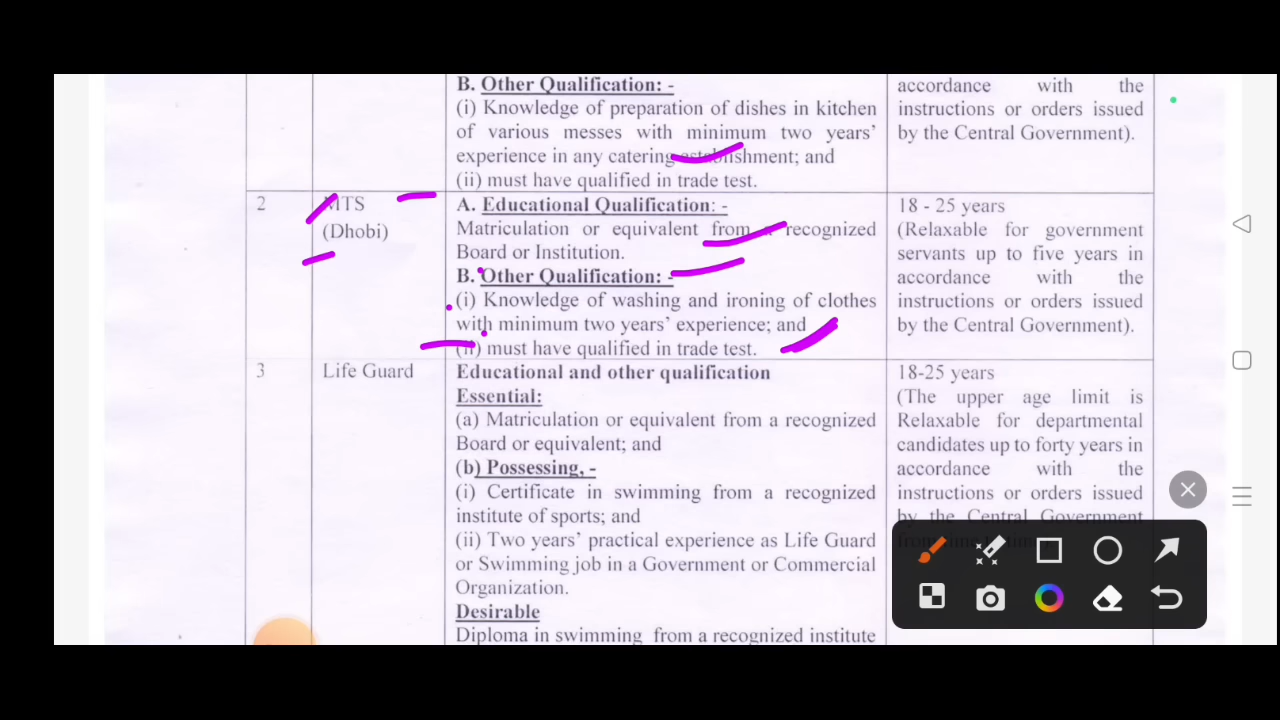 B. Other Qualification: -
(i) Knowledge of preparation of dishes in kitchen
of various messes with minimum two years'
experience in any catering establishment; and
(ii) must have qualified in trade test.
accordance with the
instructions or orders issued
by the Central Government).
2
MTS
(Dhobi)
A. Educational Qualification: -
Matriculation or equivalent from a recognized
Board or Institution.
B. Other Qualification: -
(i) Knowledge of washing and ironing of clothes
with minimum two years' experience; and
(ii) must have qualified in trade test.
18 - 25 years
(Relaxable for government
servants up to five years in
accordance with the
instructions or orders issued
by the Central Government).
3
Life Guard
Educational and other qualification
Essential:
(a) Matriculation or equivalent from a recognized
Board or equivalent; and
(b) Possessing, -
(i) Certificate in swimming from a recognized
institute of sports; and
(ii) Two years' practical experience as Life Guard
or Swimming job in a Government or Commercial
Organization.
Desirable
Diploma in swimming from a recognized institute
18-25 years
(The upper age limit is
Relaxable for departmental
candidates up to forty years in
accordance with the
instructions or orders issued
by the Central Government